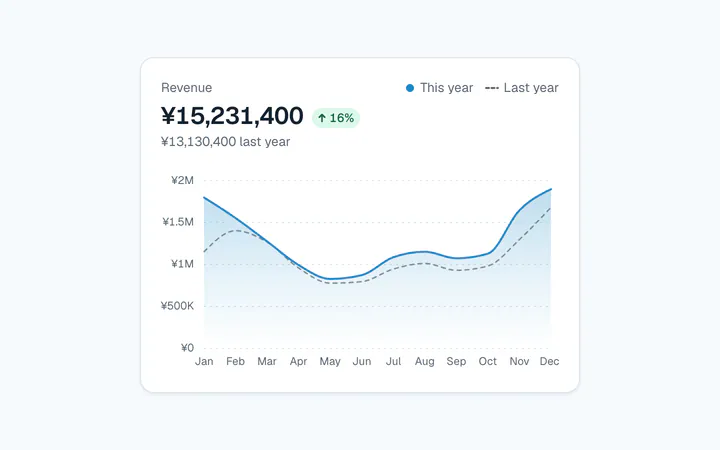 Revenue
This year
Last year
¥15,231,400
↑ 16%
¥13,130,400 last year
¥2M
¥1.5M
¥1M
¥500K
¥0
Jan Feb Mar Apr May Jun Jul Aug Sep Oct Nov Dec